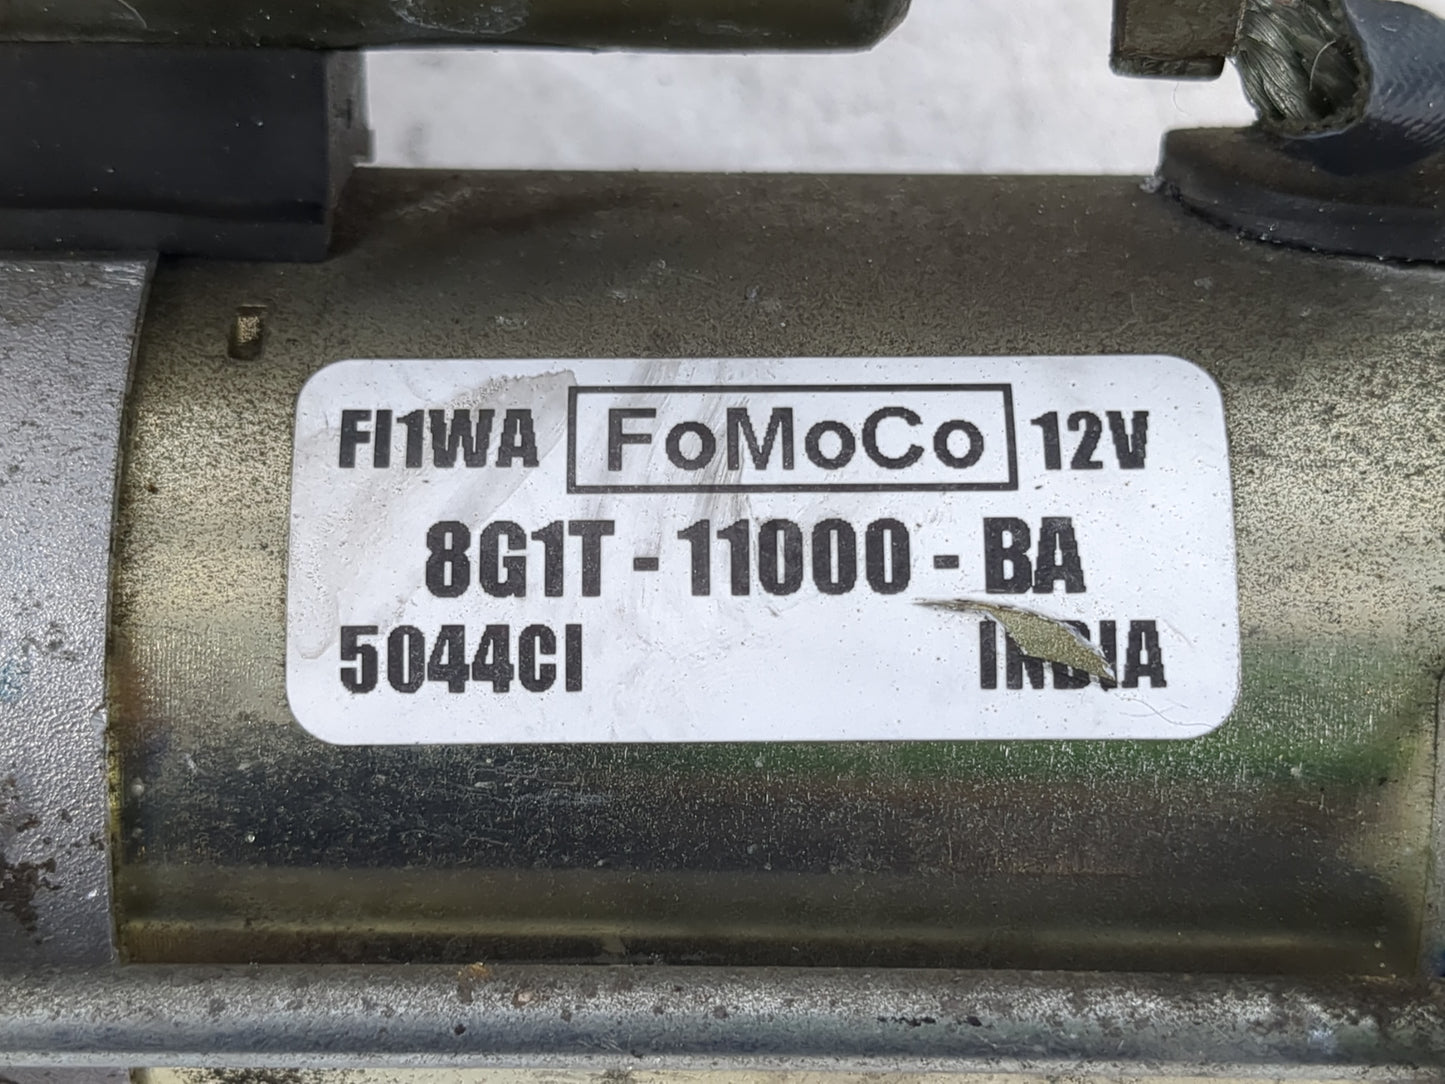 FI1WA FoMoCo 12V
8G1T - 11000 - BA
5044CI INDIA